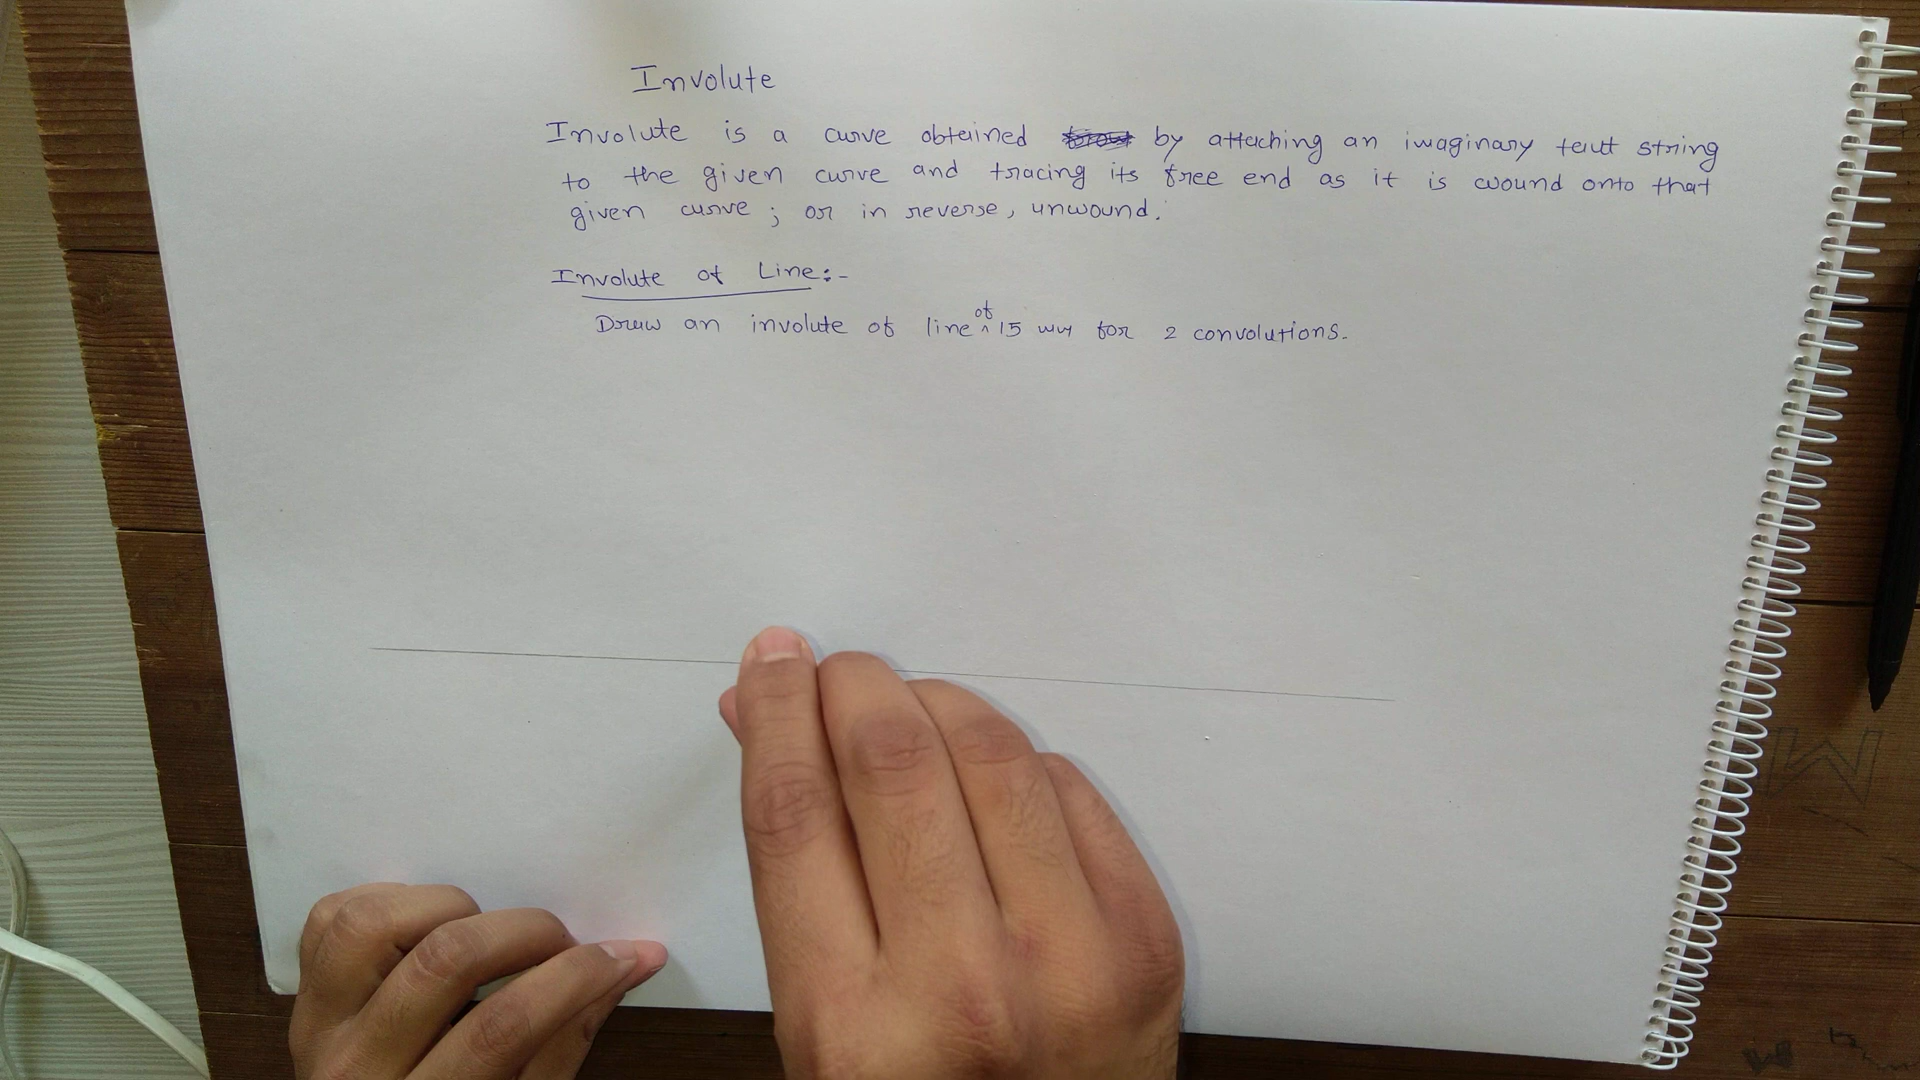 Involute
Involute is a curve obtained by attaching an imaginary taut string
to the given curve and tracing its free end as it is wound onto that
given curve ; or in reverse, unwound.
Involute of Line:-
Draw an involute of line of 15 mm for 2 convolutions.